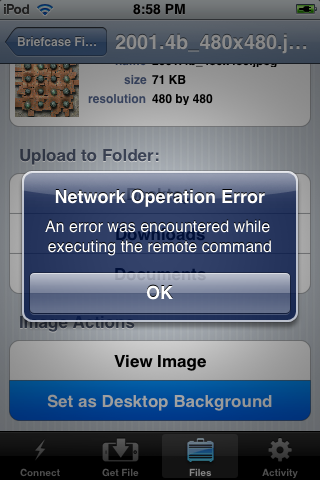 iPod 8:58 PM
Briefcase Fi... 2001.4b_480x480.j...
size 71 KB
resolution 480 by 480
Upload to Folder:
Network Operation Error
An error was encountered while
executing the remote command
Downloads
Documents
OK
Image Actions
View Image
Set as Desktop Background
Connect Get File Files Activity